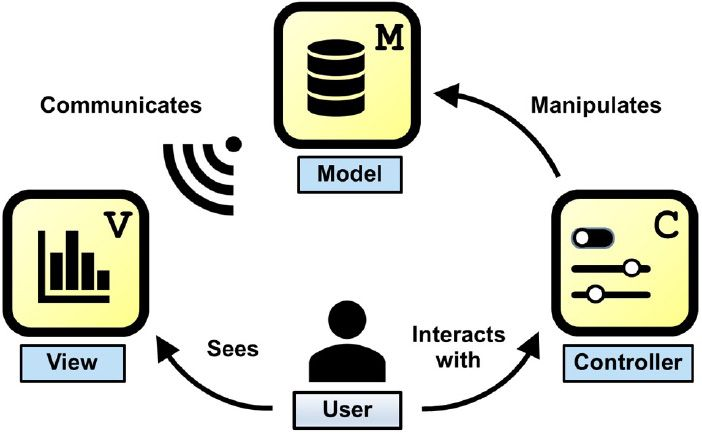 M
Communicates
Manipulates
Model
V
C
Sees
Interacts
with
View
Controller
User